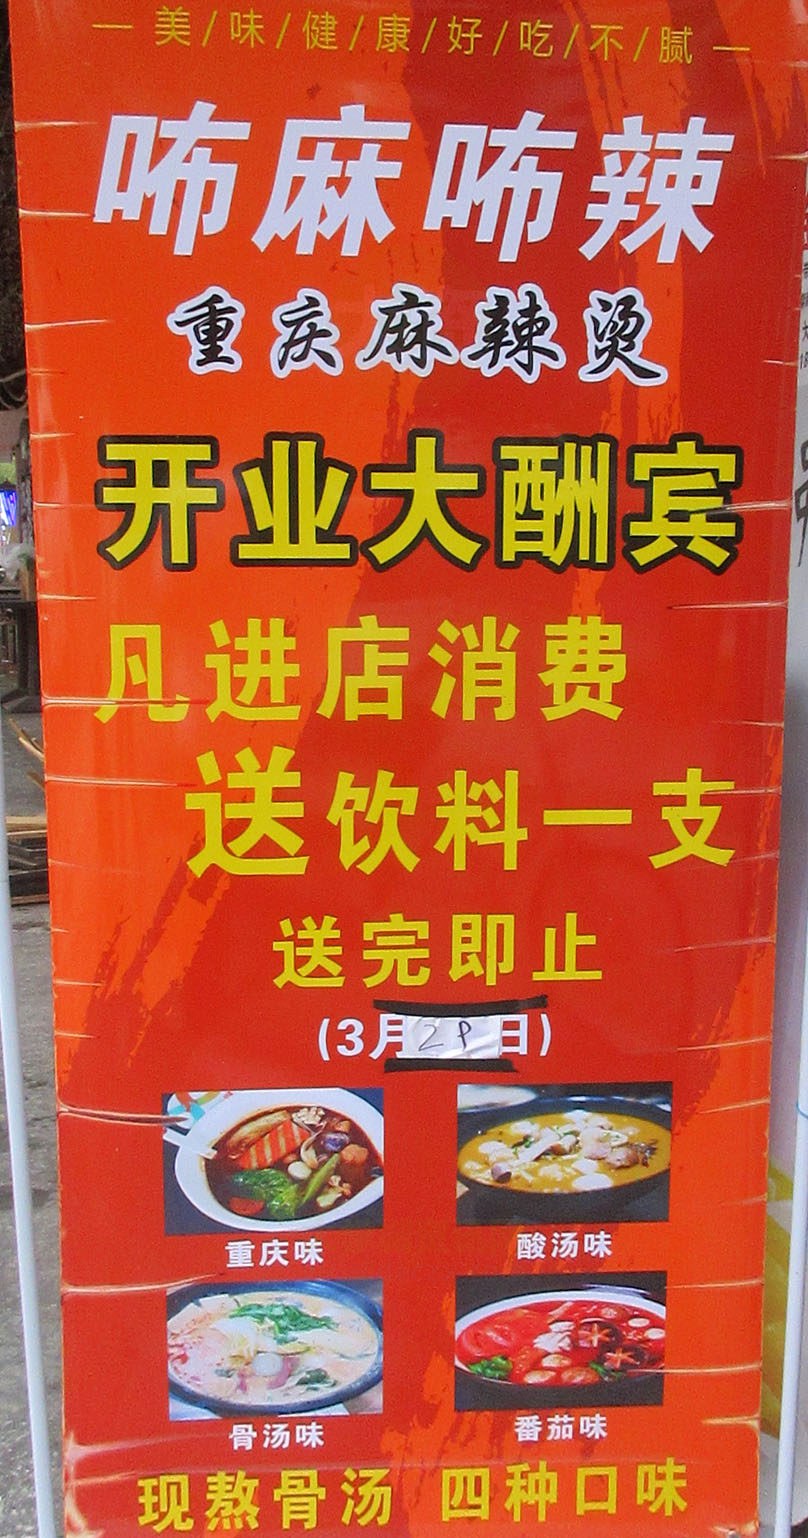 — 美/味/健/康/好/吃/不/腻 —
咘麻咘辣
重庆麻辣烫
开业大酬宾
凡进店消费
送饮料一支
送完即止
(3月28日)
重庆味
酸汤味
骨汤味
番茄味
现熬骨汤 四种口味